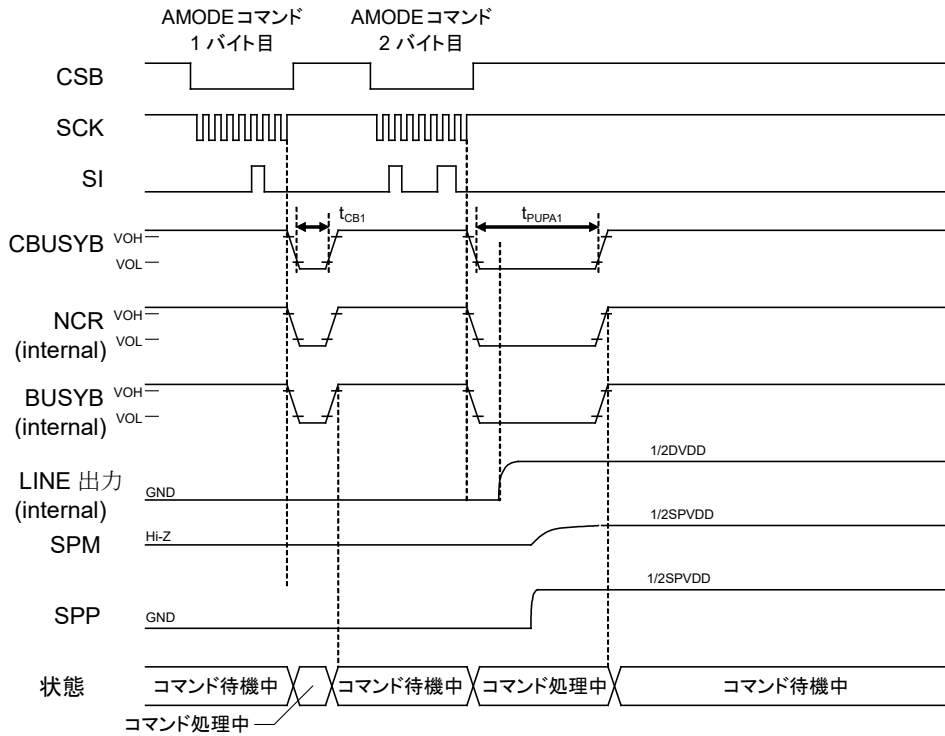 AMODEコマンド AMODEコマンド
1 バイト目 2 バイト目
CSB
SCK
SI
tCB1 tPUPA1
CBUSYB VOH
VOL
NCR VOH
(internal) VOL
BUSYB VOH
(internal) VOL
1/2DVDD
LINE 出力 GND
(internal)
1/2SPVDD
SPM Hi-Z
1/2SPVDD
SPP GND
状態 コマンド待機中 コマンド待機中 コマンド処理中 コマンド待機中
コマンド処理中